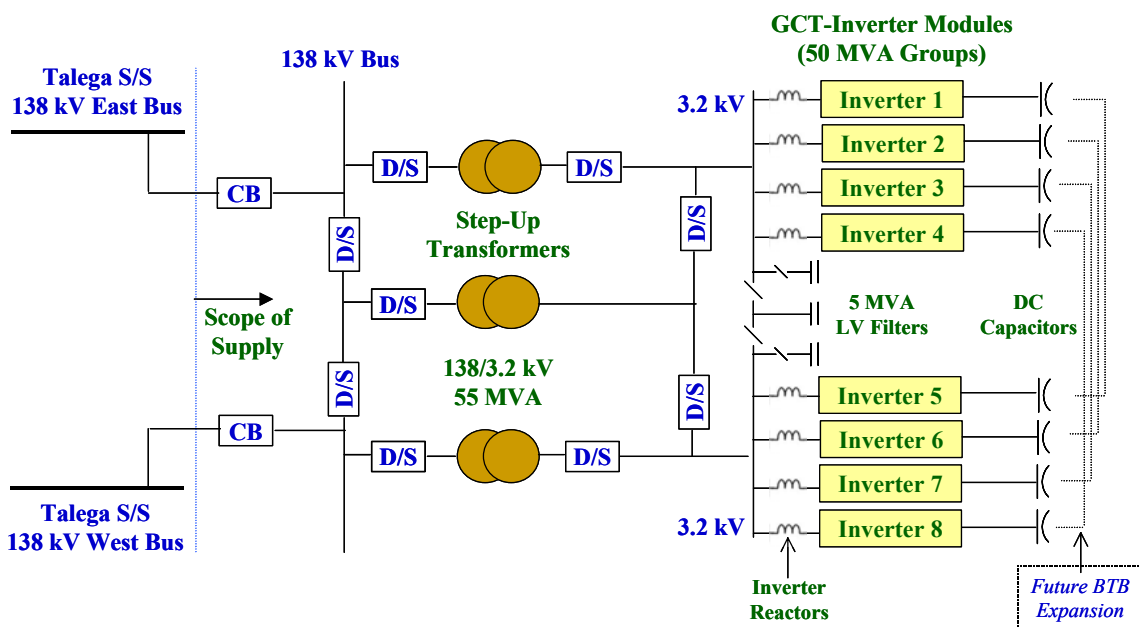 GCT-Inverter Modules
(50 MVA Groups)
Talega S/S
138 kV East Bus
138 kV Bus
3.2 kV
Inverter 1
Inverter 2
Inverter 3
Inverter 4
D/S
D/S
CB
D/S
D/S
Step-Up
Transformers
D/S
Scope of
Supply
5 MVA
LV Filters
DC
Capacitors
138/3.2 kV
55 MVA
D/S
D/S
CB
D/S
D/S
Inverter 5
Inverter 6
Inverter 7
Inverter 8
Talega S/S
138 kV West Bus
3.2 kV
Inverter
Reactors
Future BTB
Expansion